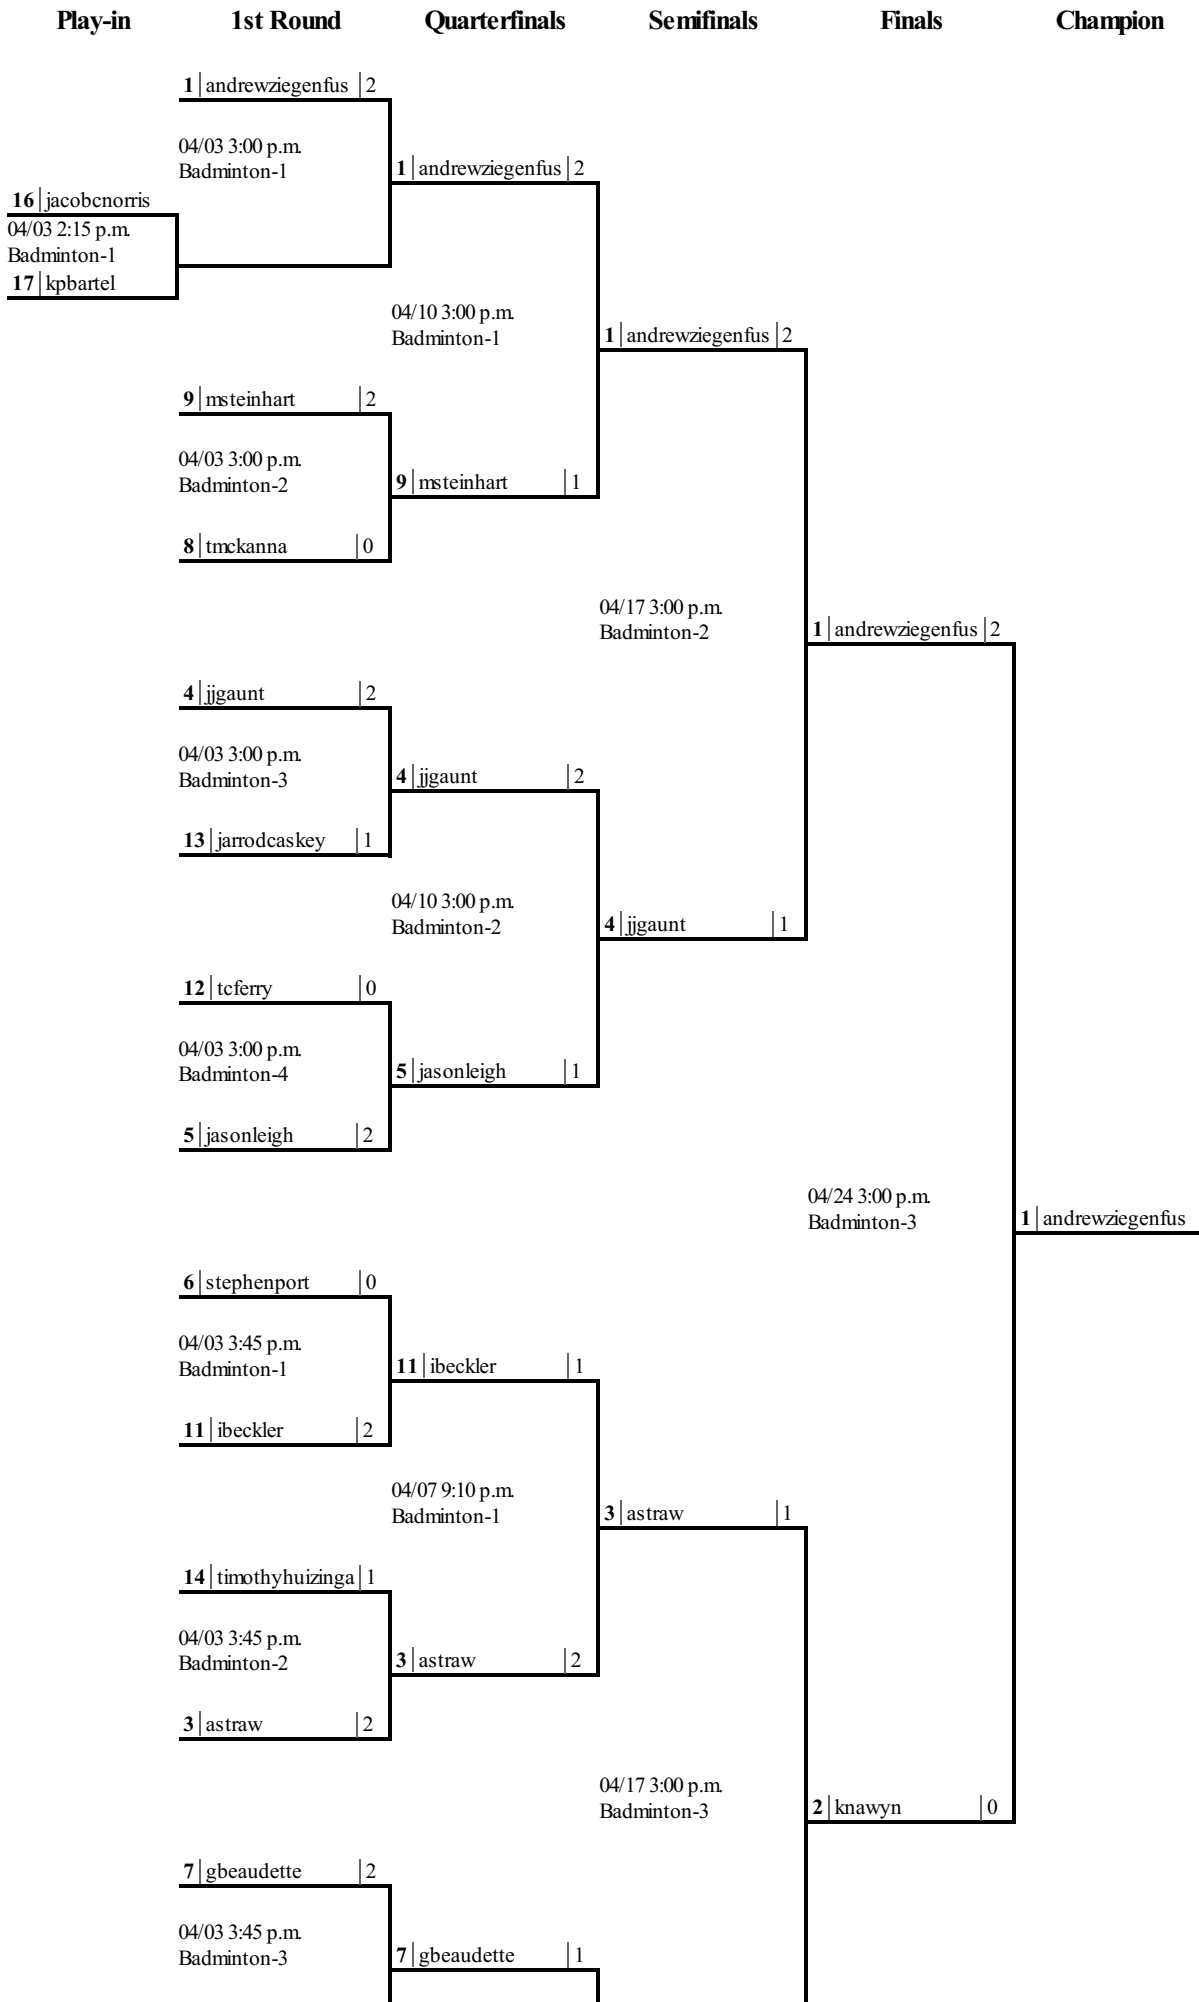 Play-in 1st Round Quarterfinals Semifinals Finals Champion
1 andrewziegenfus 2
04/03 3:00 p.m.
Badminton-1
1 andrewziegenfus 2
16 jacobcnorris
04/03 2:15 p.m.
Badminton-1
17 kpbartel
04/10 3:00 p.m.
Badminton-1
1 andrewziegenfus 2
9 msteinhart 2
04/03 3:00 p.m.
Badminton-2
9 msteinhart 1
8 tmckanna 0
04/17 3:00 p.m.
Badminton-2
1 andrewziegenfus 2
4 jjgaunt 2
04/03 3:00 p.m.
Badminton-3
4 jjgaunt 2
13 jarrodcaskey 1
04/10 3:00 p.m.
Badminton-2
4 jjgaunt 1
12 tcferry 0
04/03 3:00 p.m.
Badminton-4
5 jasonleigh 1
5 jasonleigh 2
04/24 3:00 p.m.
Badminton-3
1 andrewziegenfus
6 stephenport 0
04/03 3:45 p.m.
Badminton-1
11 ibeckler 1
11 ibeckler 2
04/07 9:10 p.m.
Badminton-1
3 astraw 1
14 timothyhuizinga 1
04/03 3:45 p.m.
Badminton-2
3 astraw 2
3 astraw 2
04/17 3:00 p.m.
Badminton-3
2 knawyn 0
7 gbeaudette 2
04/03 3:45 p.m.
Badminton-3
7 gbeaudette 1